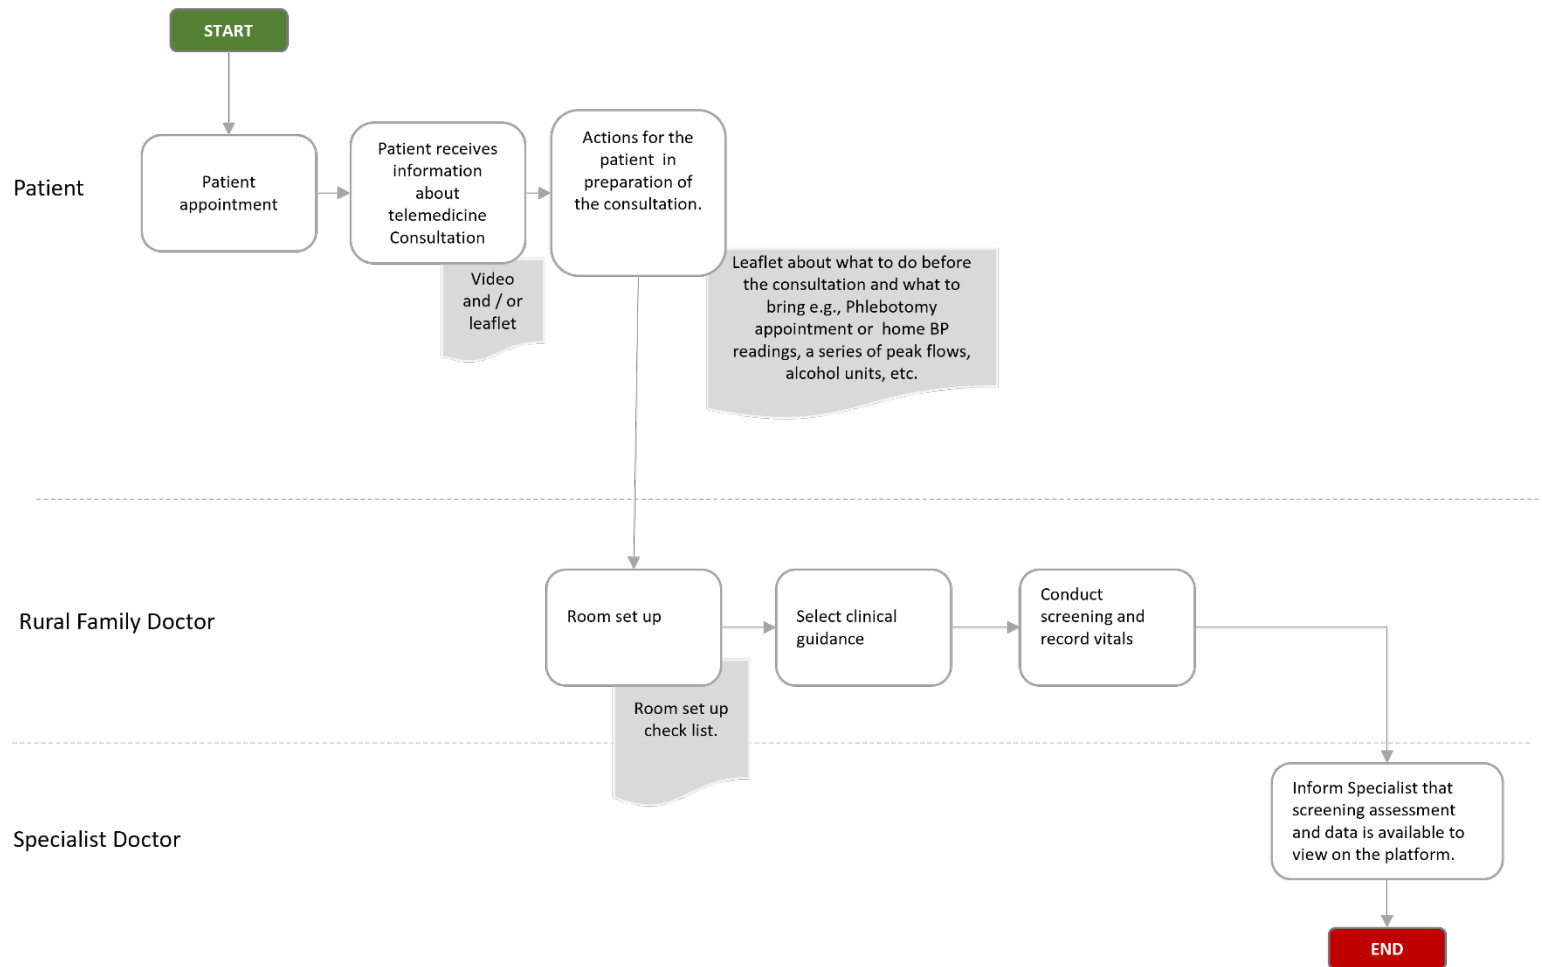 START
Patient
Patient
appointment
Patient receives
information
about
telemedicine
Consultation
Actions for the
patient in
preparation of
the consultation.
Video
and / or
leaflet
Leaflet about what to do before
the consultation and what to
bring e.g., Phlebotomy
appointment or home BP
readings, a series of peak flows,
alcohol units, etc.
Rural Family Doctor
Room set up
Select clinical
guidance
Conduct
screening and
record vitals
Room set up
check list.
Specialist Doctor
Inform Specialist that
screening assessment
and data is available to
view on the platform.
END